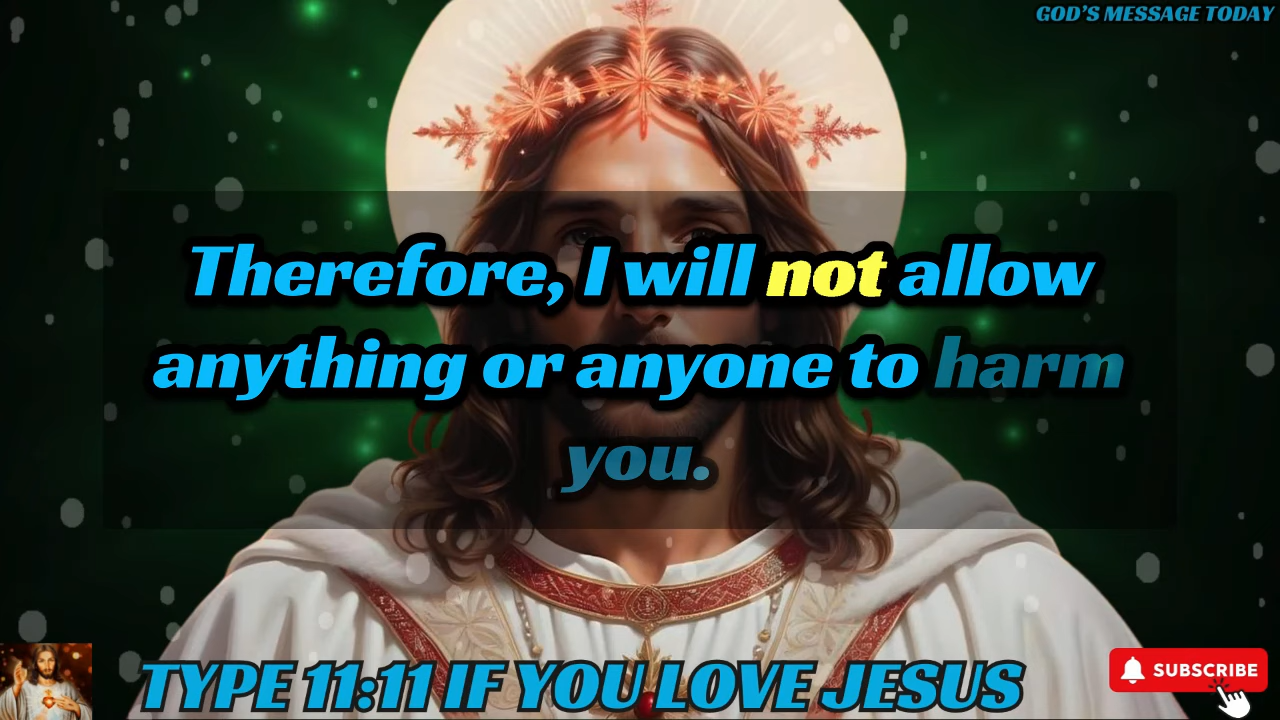 GOD'S MESSAGE TODAY
Therefore, I will not allow
anything or anyone to harm
you.
TYPE 11:11 IF YOU LOVE JESUS
SUBSCRIBE